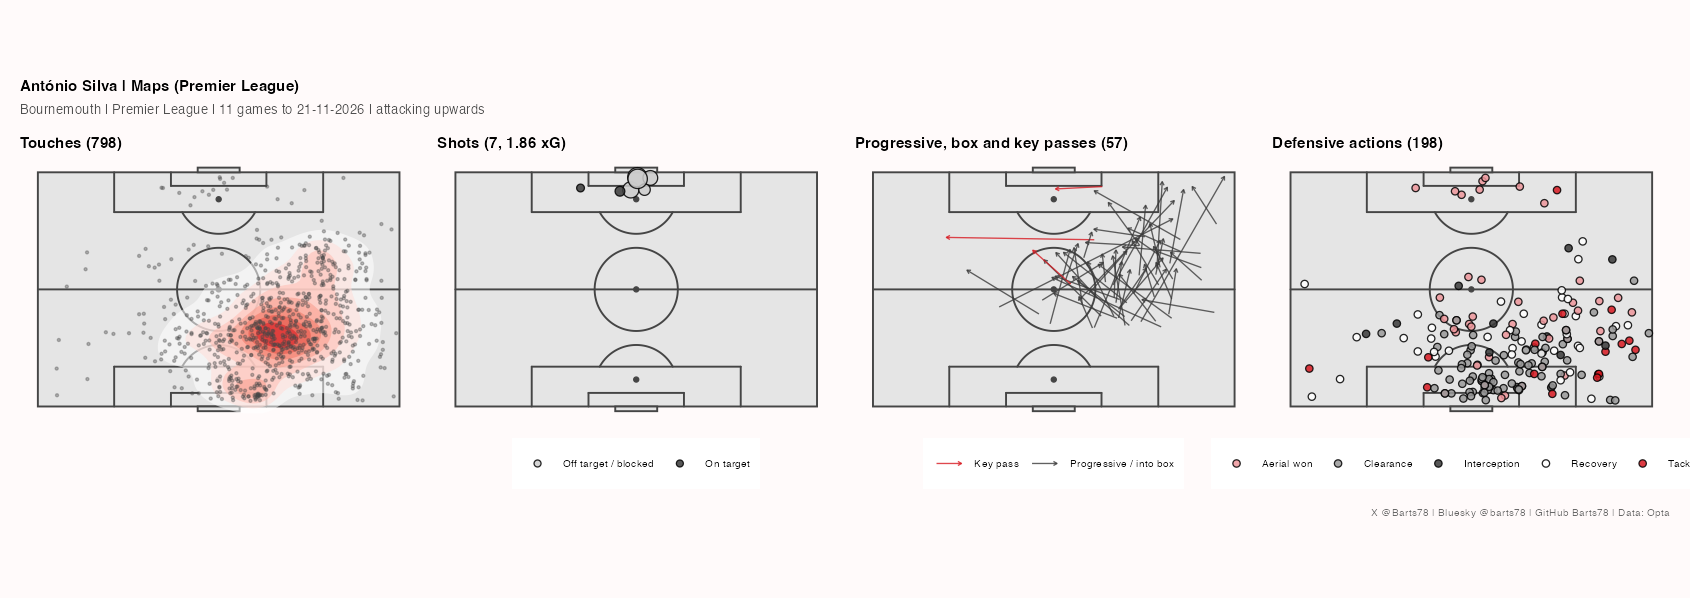 António Silva | Maps (Premier League)
Bournemouth | Premier League | 11 games to 21-11-2026 | attacking upwards
Touches (798)
Shots (7, 1.86 xG)
Progressive, box and key passes (57)
Defensive actions (198)
Off target / blocked
On target
Key pass
Progressive / into box
Aerial won
Clearance
Interception
Recovery
Tack
X @Barts78 | Bluesky @barts78 | GitHub Barts78 | Data: Opta